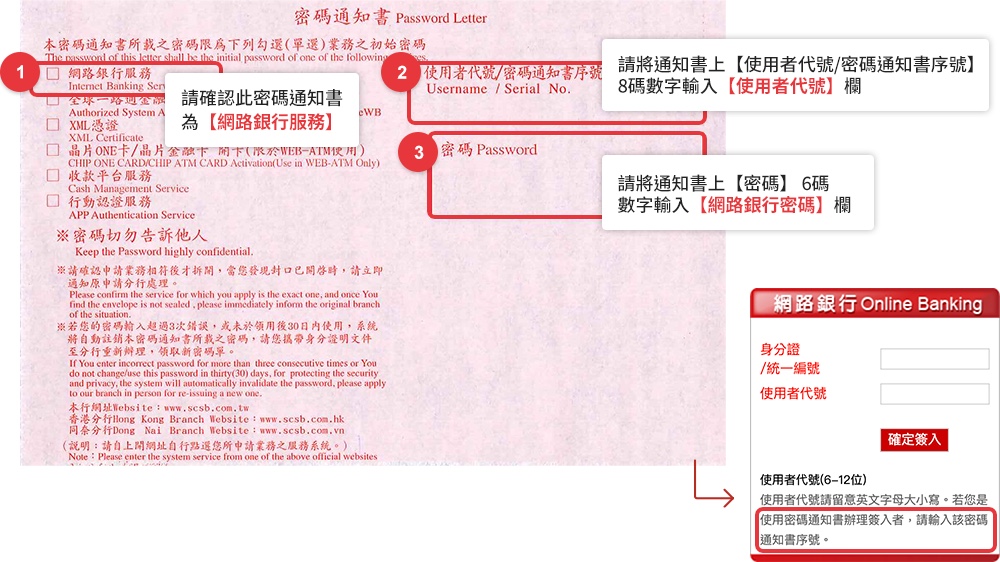 密碼通知書 Password Letter
本密碼通知書所載之密碼限為下列勾選(單選)業務之初始密碼
The password of this letter shall be the initial password of one of the following
1
□ 網路銀行服務
Internet Banking Ser
請確認此密碼通知書
為【網路銀行服務】
全球一路通金融
Authorized System A
eWB
□ XML憑證
XML Certificate
□ 晶片ONE卡/晶片金融卡 開卡(限於WEB-ATM使用)
CHIP ONE CARD/CHIP ATM CARD Activation(Use in WEB-ATM Only)
□ 收款平台服務
Cash Management Service
□ 行動認證服務
APP Authentication Service
2
使用者代號/密碼通知書序號
Username / Serial No.
請將通知書上【使用者代號/密碼通知書序號】
8碼數字輸入【使用者代號】欄
3
密碼 Password
請將通知書上【密碼】 6碼
數字輸入【網路銀行密碼】欄
※密碼切勿告訴他人
Keep the Password highly confidential.
※請確認申請業務相符後才拆閱，當您發現封口已開啓時，請立即
通知原申請分行處理。
Please confirm the service for which you apply is the exact one, and once You
find the envelope is not sealed , please immediately inform the original branch
of the situation.
※若您的密碼輸入超過3次錯誤，或未於領用後30日內使用，系統
將自動註銷本密碼通知書所載之密碼，請您攜帶身分證明文件
至分行重新辦理，領取新密碼單。
If You enter incorrect password for more than three consecutive times or You
do not change/use this password in thirty(30) days, for protecting the security
and privacy, the system will automatically invalidate the password, please apply
to our branch in person for re-issuing a new one.
本行網址Website：www.scsb.com.tw
香港分行Hong Kong Branch Website：www.scsb.com.hk
同奈分行Dong Nai Branch Website：www.scsb.com.vn
(說明：請自上開網址自行點選您所申請業務之服務系統。)
Note：Please enter the system service from one of the above official websites
網路銀行 Online Banking
身分證
/統一編號
使用者代號
確定簽入
使用者代號(6-12位)
使用者代號請留意英文字母大小寫。若您是
使用密碼通知書辦理簽入者，請輸入該密碼
通知書序號。